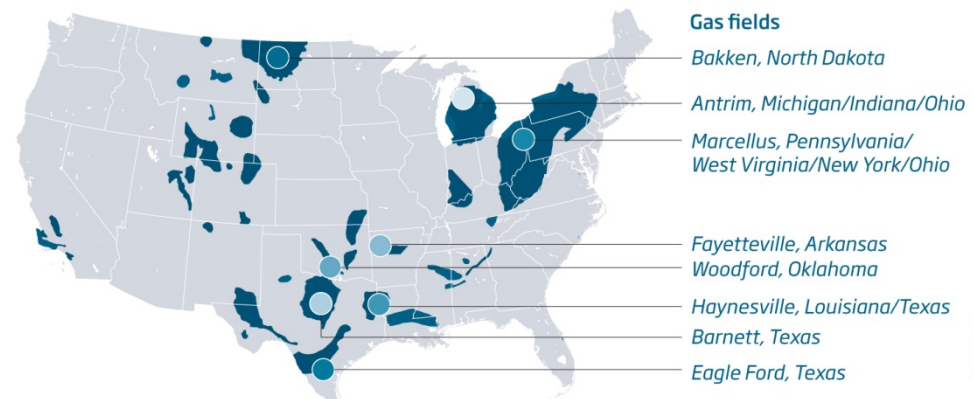 Gas fields
Bakken, North Dakota
Antrim, Michigan/Indiana/Ohio
Marcellus, Pennsylvania/
West Virginia/New York/Ohio
Fayetteville, Arkansas
Woodford, Oklahoma
Haynesville, Louisiana/Texas
Barnett, Texas
Eagle Ford, Texas